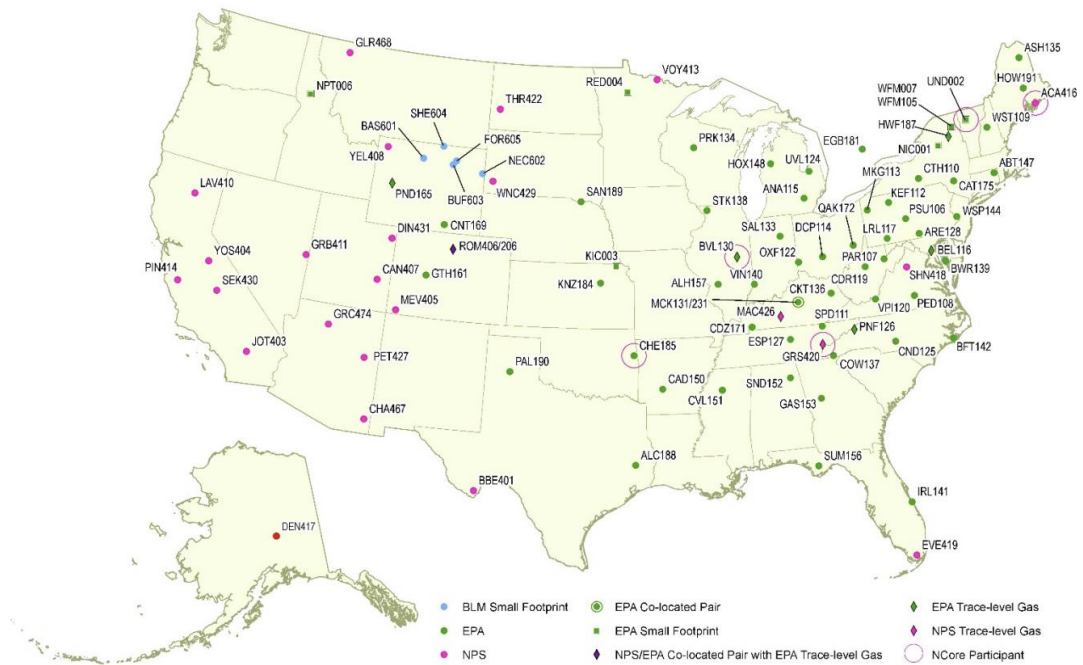 GLR468
VOY413
ASH135
RED004
UND002
HOW191
NPT006
WFM007
ACA416
THR422
WFM105
SHE604
WST109
BAS601
FOR605
PRK134
HWF187
EGB181
YEL408
NEC602
HOX148
UVL124
NIC001
ABT147
MKG113
CTH110
LAV410
PND165
WNC429
ANA115
CAT175
BUF603
SAN189
KEF112
STK138
QAK172
CNT169
PSU106
WSP144
DIN431
SAL133
DCP114
LRL117
ARE128
YOS404
GRB411
ROM406/206
BVL130
OXF122
BEL116
KIC003
PAR107
PIN414
CAN407
GTH161
VIN140
SHN418
BWR139
SEK430
KNZ184
ALH157
CKT136
CDR119
MCK131/231
MEV405
MAC426
VPI120
PED108
GRC474
CDZ171
SPD111
PNF126
JOT403
CHE185
ESP127
PET427
GRS420
CND125
BFT142
PAL190
COW137
CAD150
SND152
CVL151
GAS153
CHA467
ALC188
SUM156
BBE401
IRL141
DEN417
EVE419
BLM Small Footprint
EPA Co-located Pair
EPA Trace-level Gas
EPA
EPA Small Footprint
NPS Trace-level Gas
NPS
NPS/EPA Co-located Pair with EPA Trace-level Gas
NCore Participant